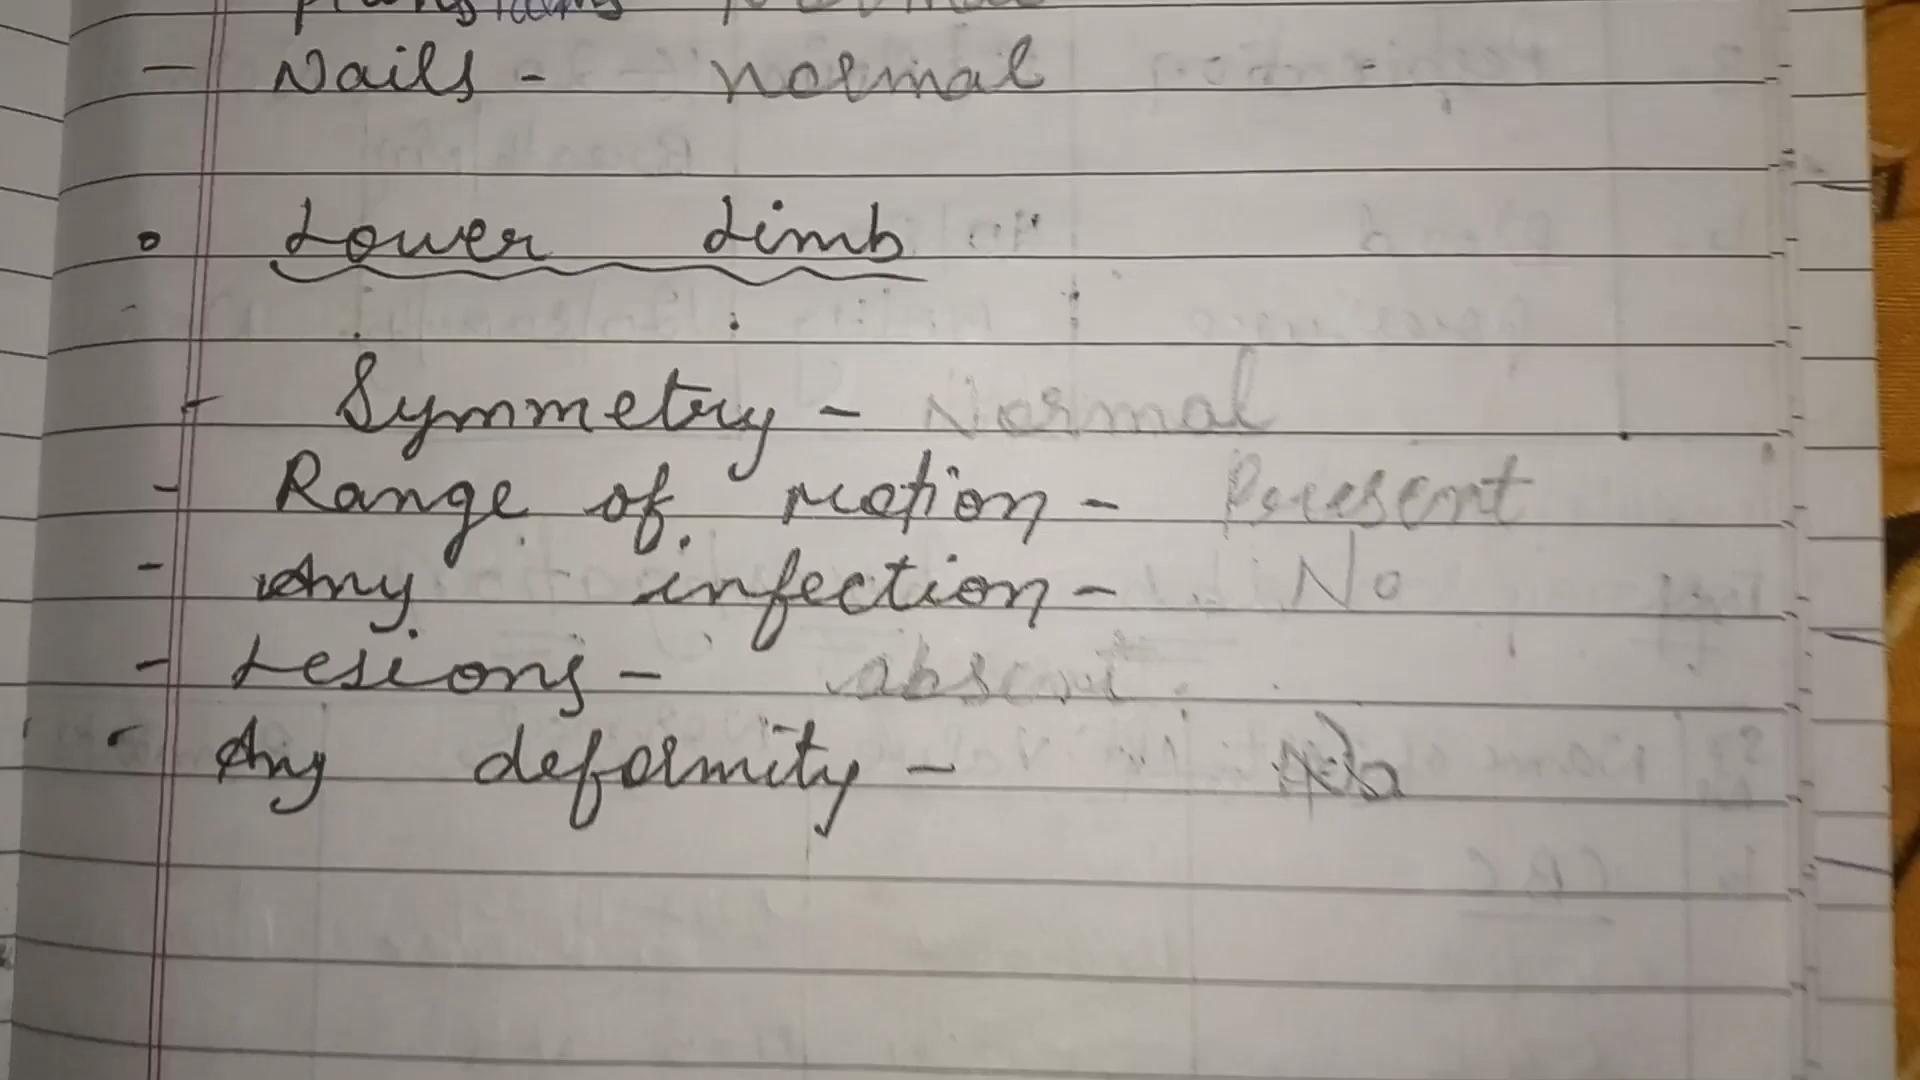 - Nails - normal
Lower Limb
- Symmetry - Normal
- Range of motion - Present
- Any infection - No
- Lesions - absent.
- Any deformity - No